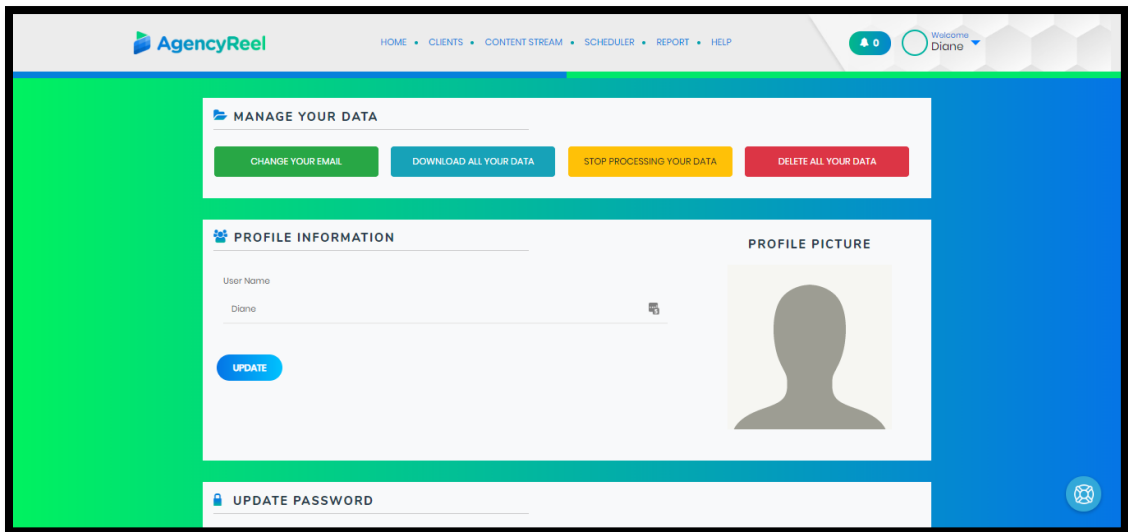 AgencyReel
HOME • CLIENTS • CONTENT STREAM • SCHEDULER • REPORT • HELP
0
Welcome
Diane
MANAGE YOUR DATA
CHANGE YOUR EMAIL
DOWNLOAD ALL YOUR DATA
STOP PROCESSING YOUR DATA
DELETE ALL YOUR DATA
PROFILE INFORMATION
PROFILE PICTURE
User Name
Diane
UPDATE
UPDATE PASSWORD